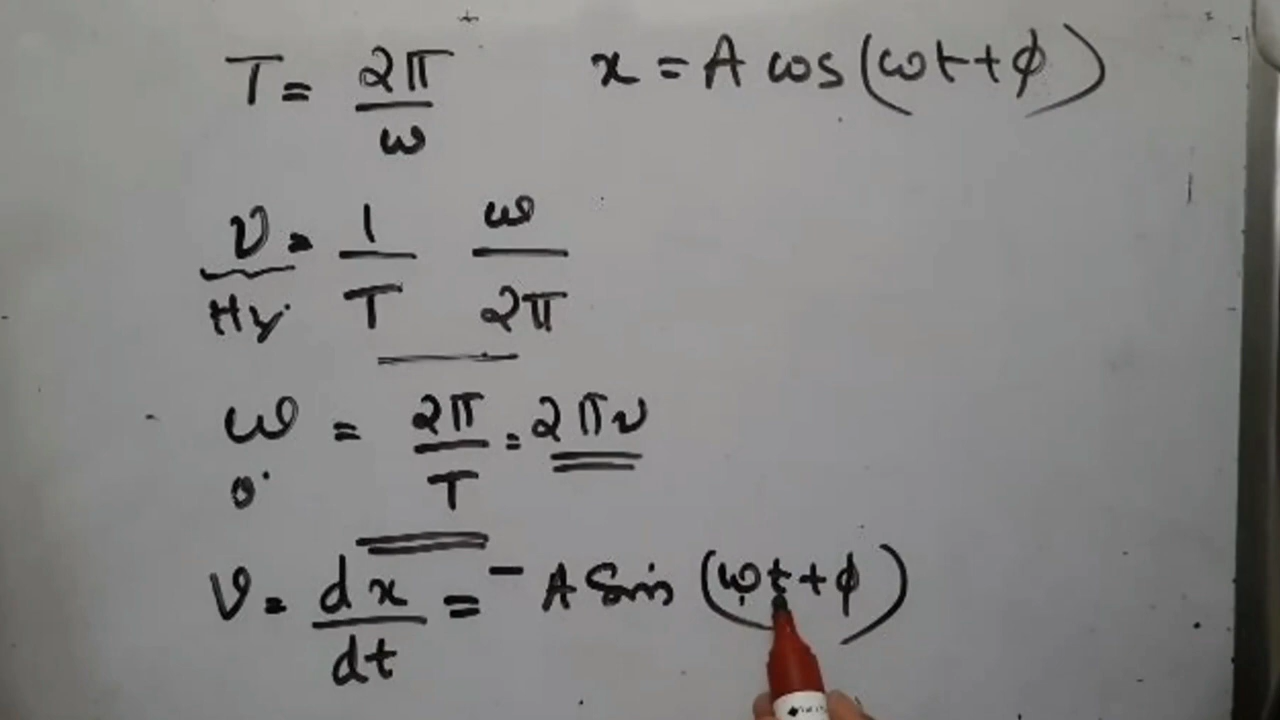 T = 2π/ω x = A cos(ωt+ϕ)
ν = 1/T ω/2π
Hz
ω = 2π/T = 2πν
v = dx/dt = - A Sin (ωt+ϕ)